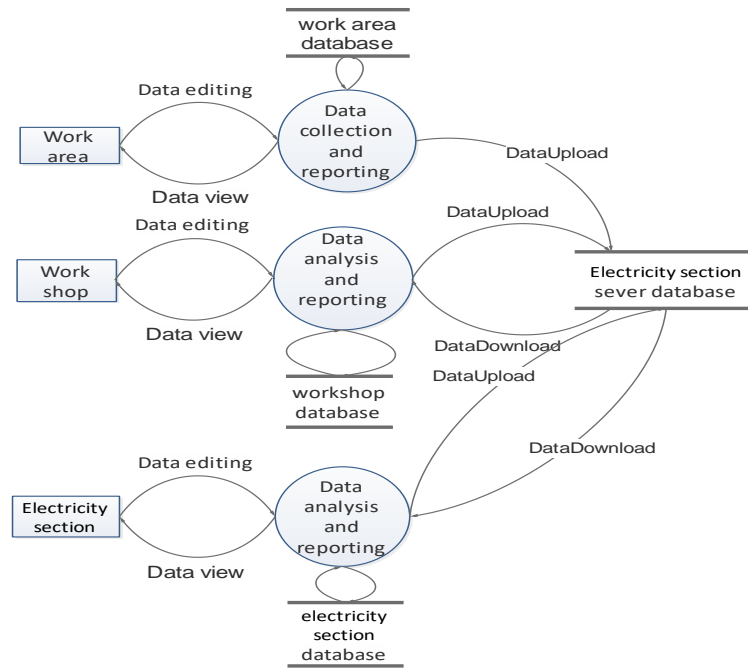 work area
database
Data editing
Work
area
Data
collection
and
reporting
DataUpload
Data view
Data editing
DataUpload
Work
shop
Data
analysis
and
reporting
Electricity section
sever database
Data view
DataDownload
DataUpload
workshop
database
DataDownload
Data editing
Electricity
section
Data
analysis
and
reporting
Data view
electricity
section
database